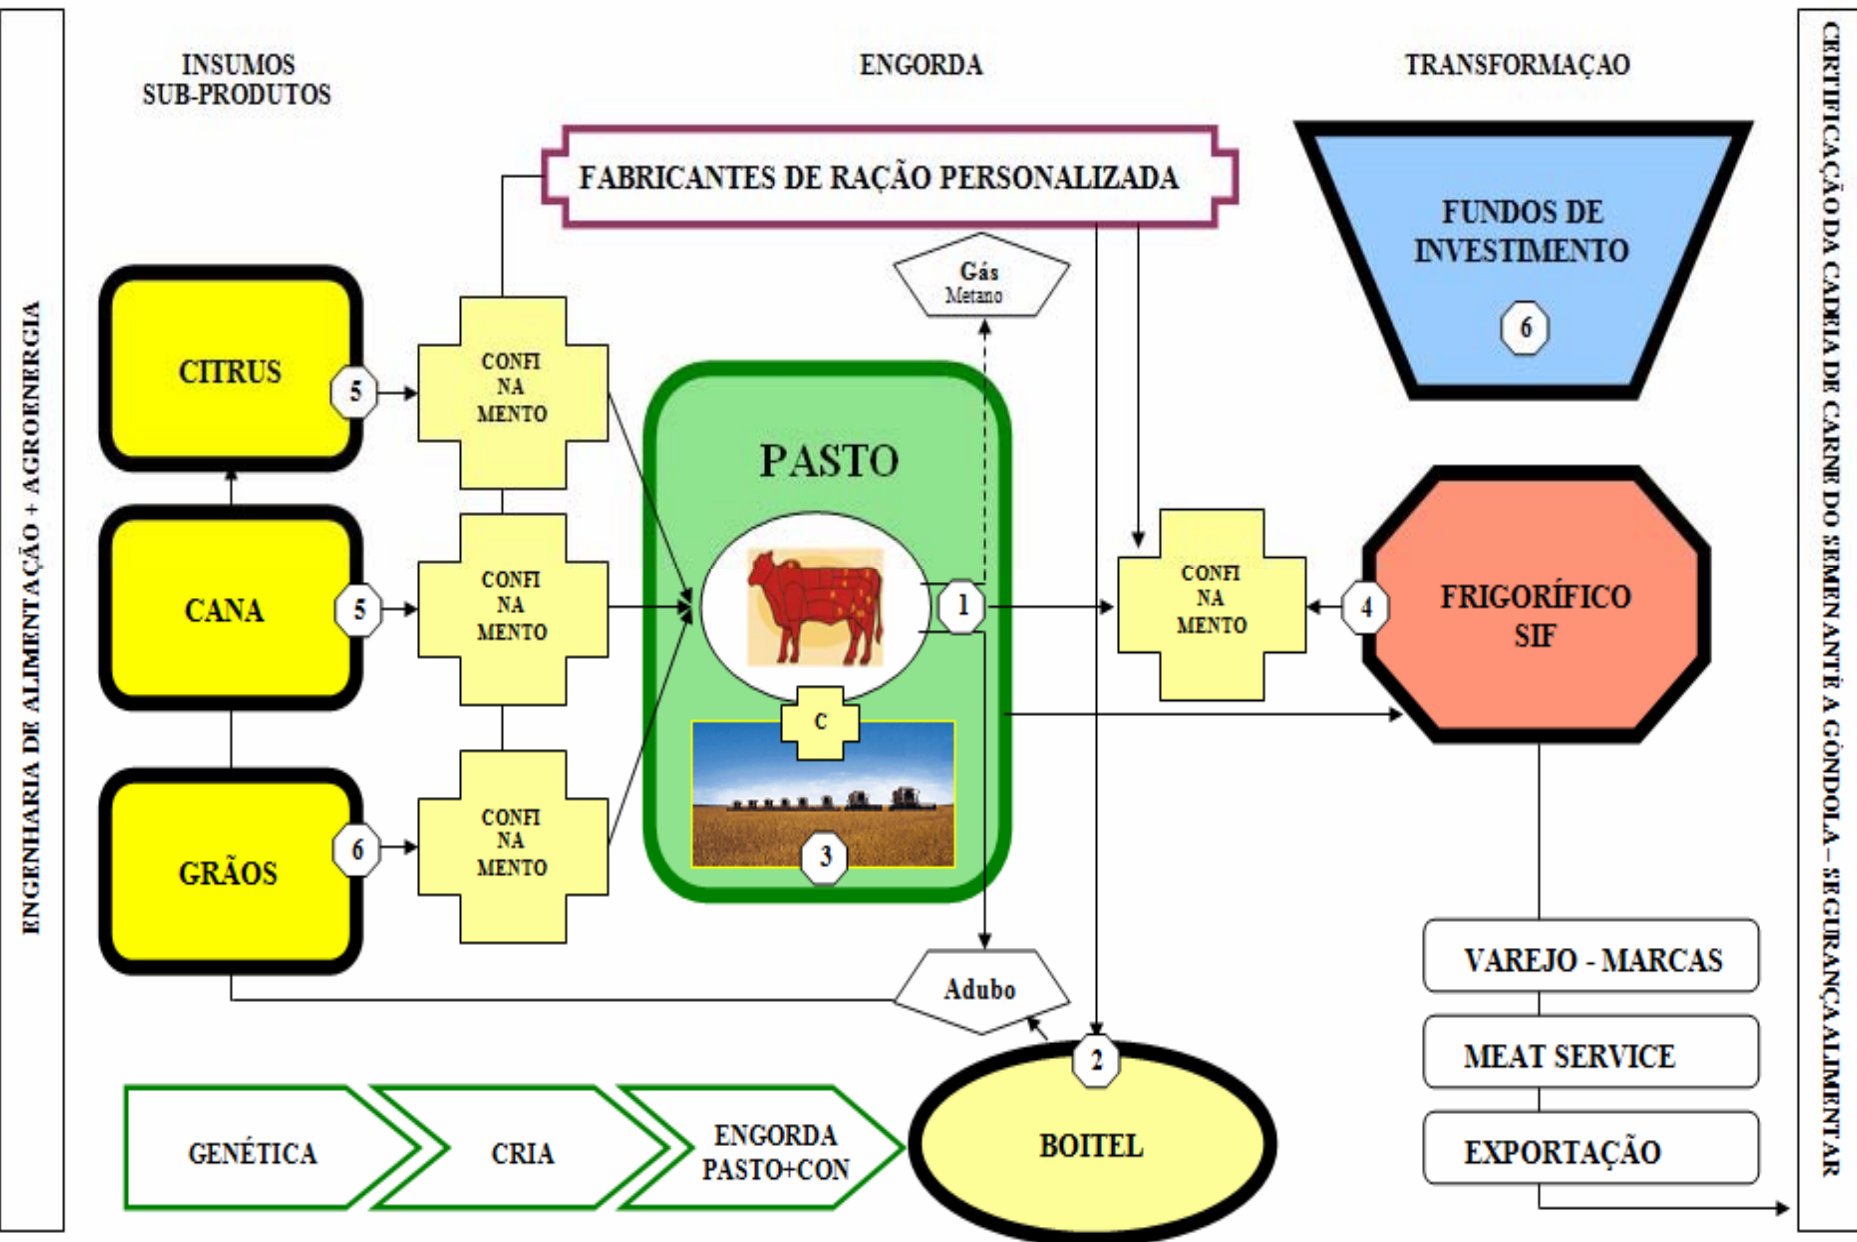 INSUMOS
SUB-PRODUTOS
ENGORDA
TRANSFORMAÇAO
ENGENHARIA DE ALIMENTAÇÃO + AGROENERGIA
CERTIFICAÇÃO DA CADEIA DE CARNE DO SEMEN ANTÉ A GÔNDOLA – SEGURANÇA ALIMENTAR
FABRICANTES DE RAÇÃO PERSONALIZADA
FUNDOS DE
INVESTIMENTO
6
Gás
Metano
CITRUS
5
CONFI
NA
MENTO
PASTO
CANA
5
CONFI
NA
MENTO
1
CONFI
NA
MENTO
4
FRIGORÍFICO
SIF
C
GRÃOS
6
CONFI
NA
MENTO
3
Adubo
VAREJO - MARCAS
MEAT SERVICE
EXPORTAÇÃO
2
BOITEL
GENÉTICA
CRIA
ENGORDA
PASTO+CON